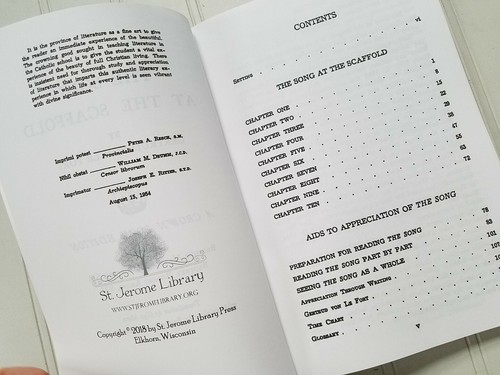 It is the province of literature as a fine art to give
the reader an immediate experience of the beautiful.
The crowning good sought in teaching literature in
the Catholic school is to give the student a vital ex-
perience of the beauty of full Christian living. There
is insistent need for thorough study and appreciation
of literature that imparts this authentic literary ex-
perience in which life at every level is seen vibrant
with divine significance.
Imprimi potest: PETER A. RESCH, S.M.
Provincialis
Nihil obstat: WILLIAM M. DRUMM, J.C.D.
Censor librorum
Imprimatur: JOSEPH E. RITTER, S.T.D.
Archiepiscopus
August 15, 1954
St. Jerome Library
WWW.STJEROMELIBRARY.ORG
Copyright © 2018 by St. Jerome Library Press
Elkhorn, Wisconsin
CONTENTS
SETTING vi
THE SONG AT THE SCAFFOLD
CHAPTER ONE 1
CHAPTER TWO 8
CHAPTER THREE 15
CHAPTER FOUR 22
CHAPTER FIVE 29
CHAPTER SIX
CHAPTER SEVEN
CHAPTER EIGHT 55
CHAPTER NINE 63
CHAPTER TEN 72
AIDS TO APPRECIATION OF THE SONG
PREPARATION FOR READING THE SONG 76
READING THE SONG PART BY PART 83
SEEING THE SONG AS A WHOLE 101
APPRECIATION THROUGH WRITING
GERTRUD VON LE FORT
TIME CHART
GLOSSARY
v